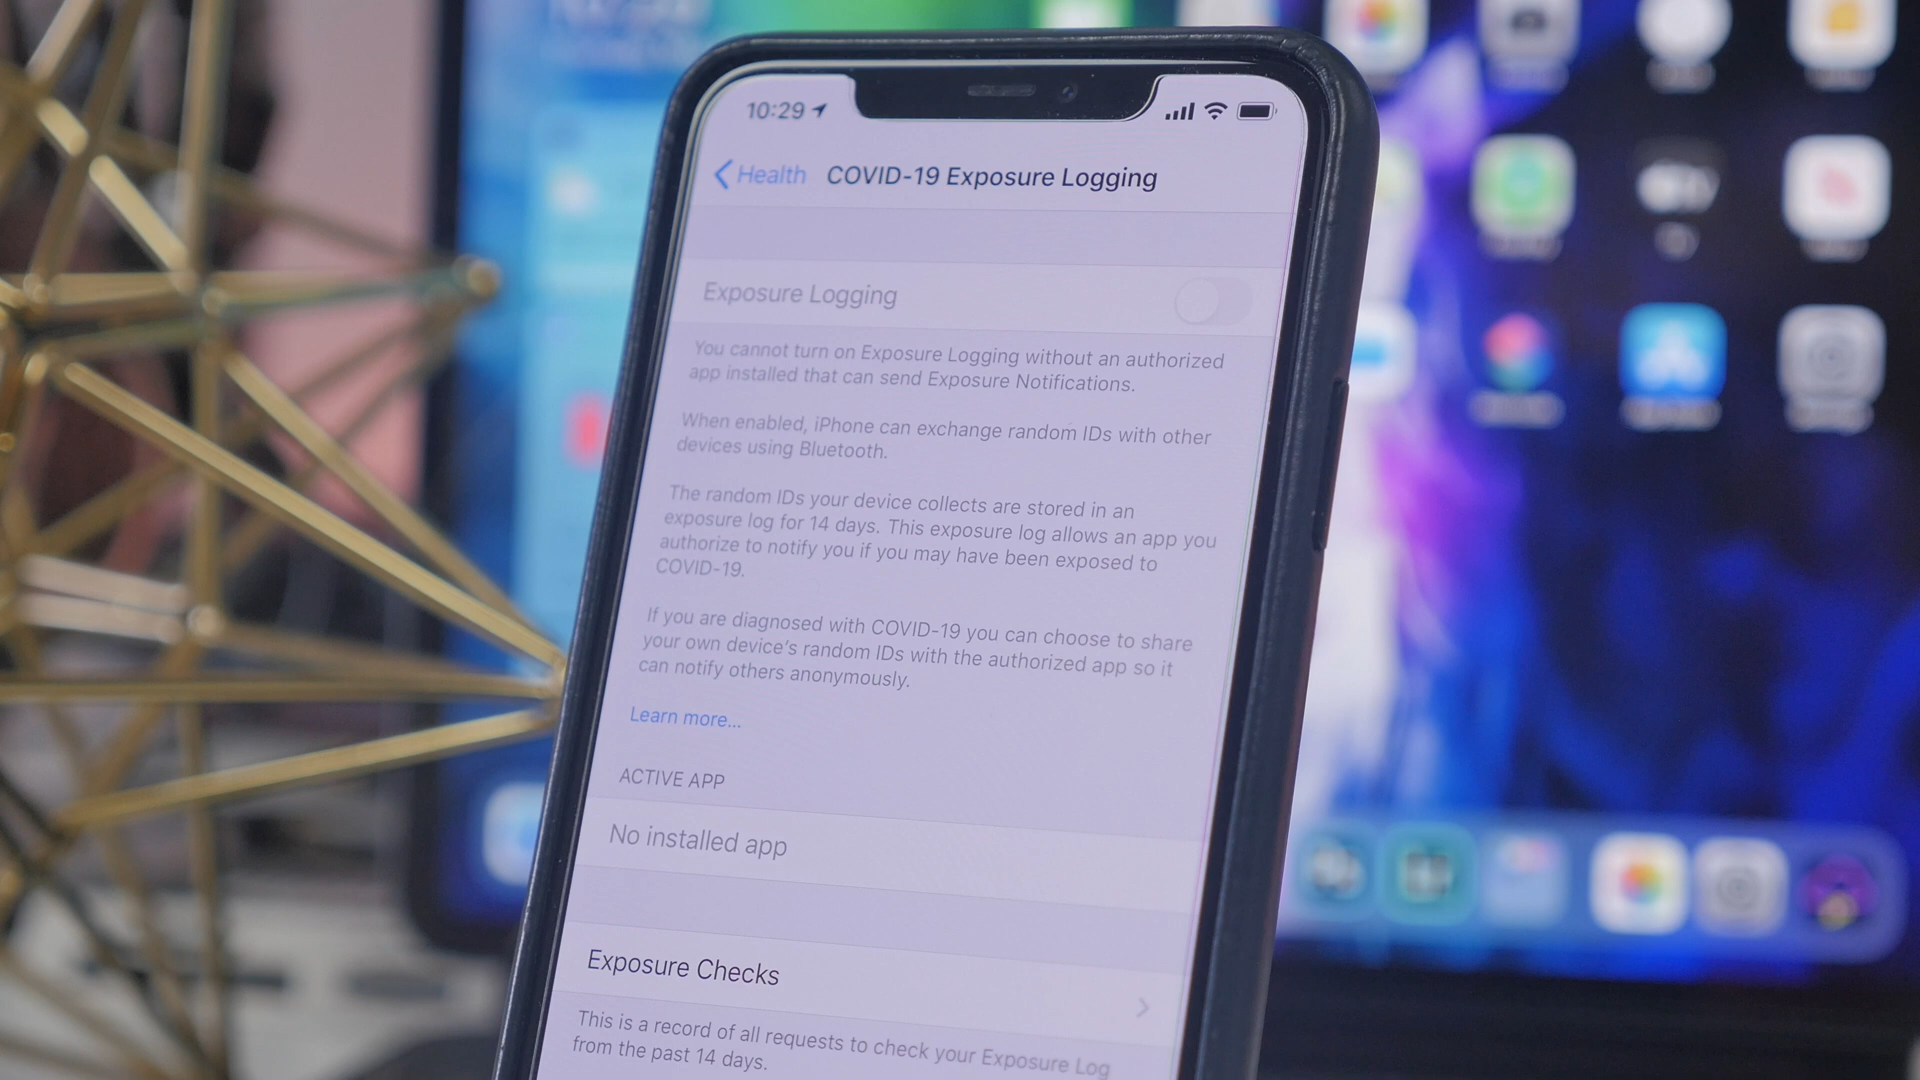 10:29
Health COVID-19 Exposure Logging
Exposure Logging
You cannot turn on Exposure Logging without an authorized
app installed that can send Exposure Notifications.
When enabled, iPhone can exchange random IDs with other
devices using Bluetooth.
The random IDs your device collects are stored in an
exposure log for 14 days. This exposure log allows an app you
authorize to notify you if you may have been exposed to
COVID-19.
If you are diagnosed with COVID-19 you can choose to share
your own device's random IDs with the authorized app so it
can notify others anonymously.
Learn more...
ACTIVE APP
No installed app
Exposure Checks
This is a record of all requests to check your Exposure Log
from the past 14 days.